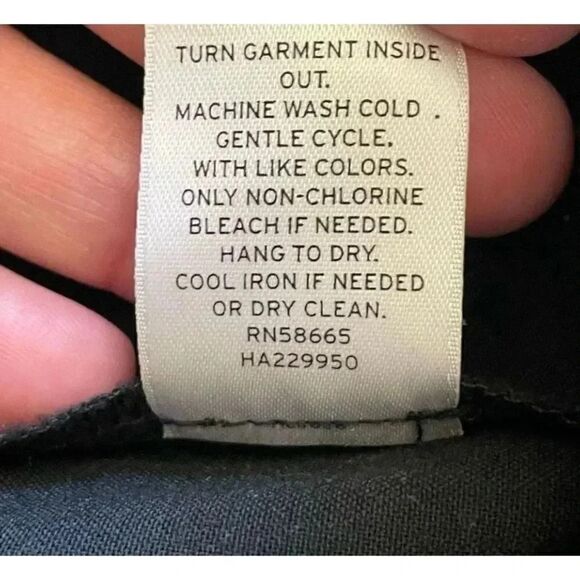 TURN GARMENT INSIDE
OUT.
MACHINE WASH COLD .
GENTLE CYCLE.
WITH LIKE COLORS.
ONLY NON-CHLORINE
BLEACH IF NEEDED.
HANG TO DRY.
COOL IRON IF NEEDED
OR DRY CLEAN.
RN58665
HA229950